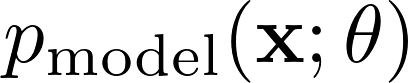 p_model(x; θ)